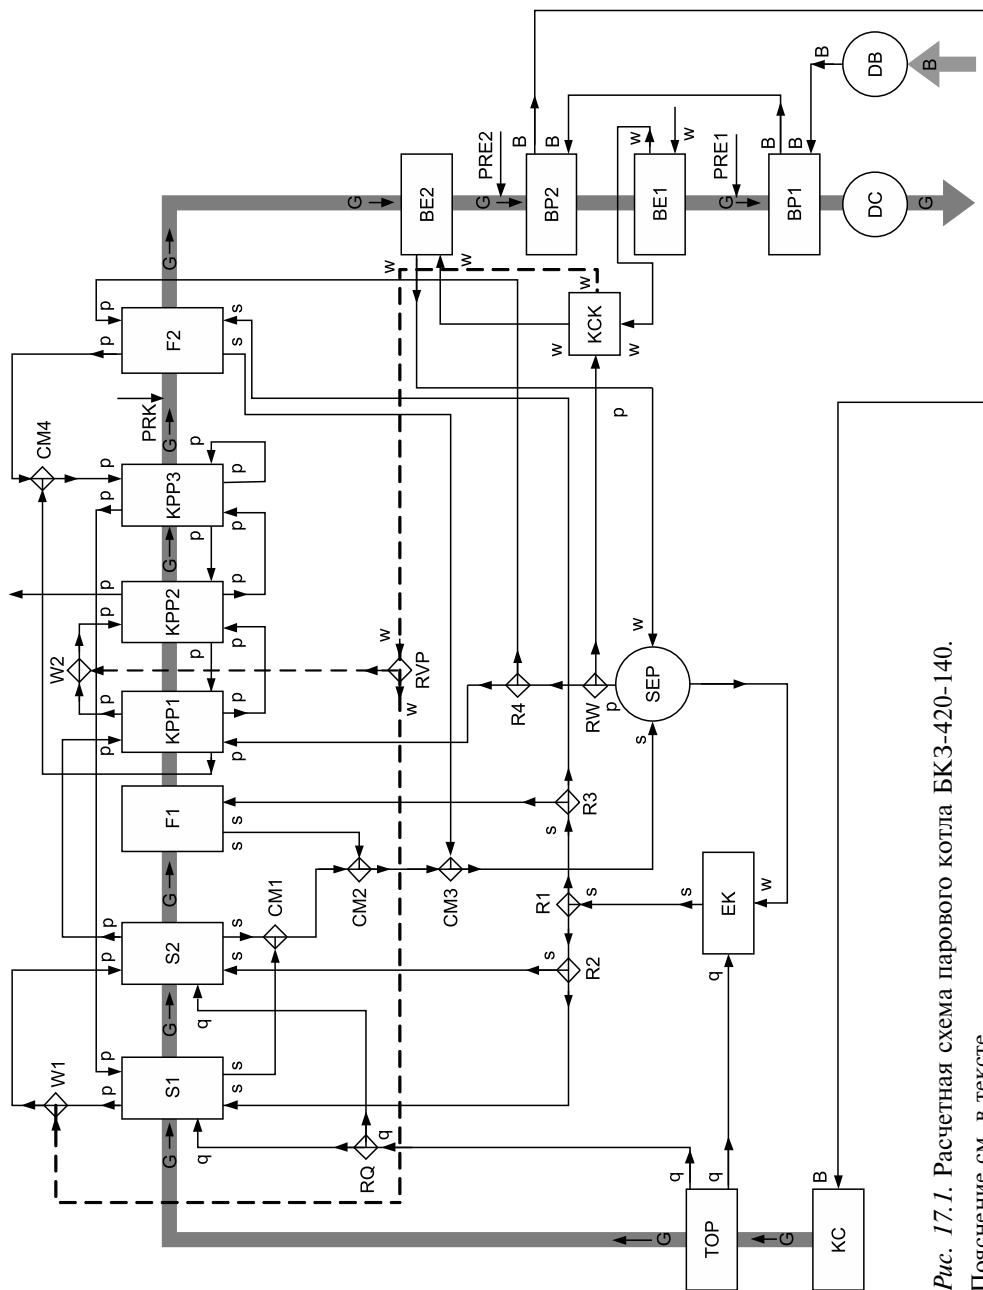 W1
W2
CM4
p
p
p
p
p
p
p
p
p
p
p
p
PRK
G
S1
G
S2
G
F1
KPP1
KPP2
G
KPP3
G
F2
G
q
q
p
p
s
s
s
s
s
s
p
p
p
p
p
p
p
s
s
CM1
G
CM2
RQ
q
w
w
w
RVP
BE2
CM3
w
G
PRE2
B
R4
R1
s
s
BP2
B
w
R2
s
R3
RW
KCK
w
p
p
w
w
s
w
SEP
BE1
G
q
s
TOP
q
q
w
PRE1
G
EK
w
B
G
BP1
B
B
B
KC
DC
DB
G
B
Рис. 17.1. Расчетная схема парового котла БКЗ-420-140.
Пояснение см. в тексте